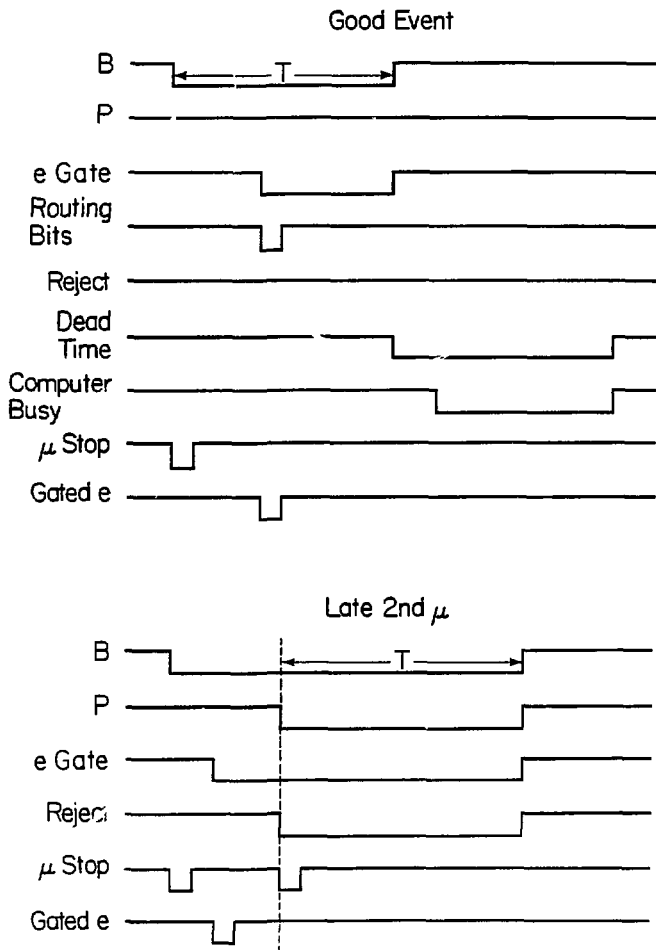 Good Event
B
T
P
e Gate
Routing
Bits
Reject
Dead
Time
Computer
Busy
μ Stop
Gated e
Late 2nd μ
B
T
P
e Gate
Reject
μ Stop
Gated e